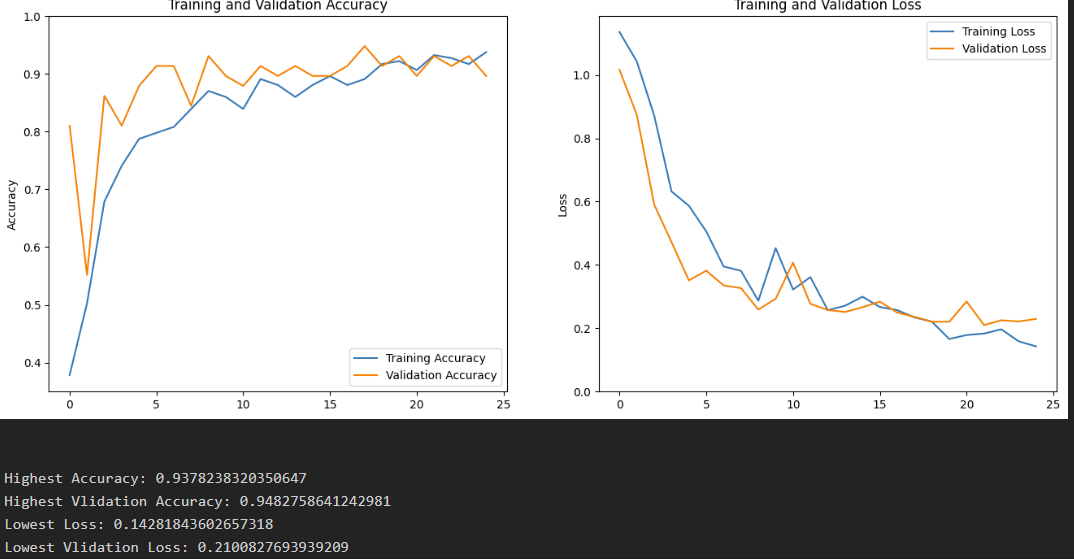 Training and Validation Accuracy
1.0
0.9
0.8
0.7
0.6
0.5
0.4
Accuracy
0 5 10 15 20 25
Training Accuracy
Validation Accuracy
Training and Validation Loss
1.0
0.8
0.6
0.4
0.2
0.0
Loss
0 5 10 15 20 25
Training Loss
Validation Loss
Highest Accuracy: 0.9378238320350647
Highest Vlidation Accuracy: 0.9482758641242981
Lowest Loss: 0.14281843602657318
Lowest Vlidation Loss: 0.2100827693939209